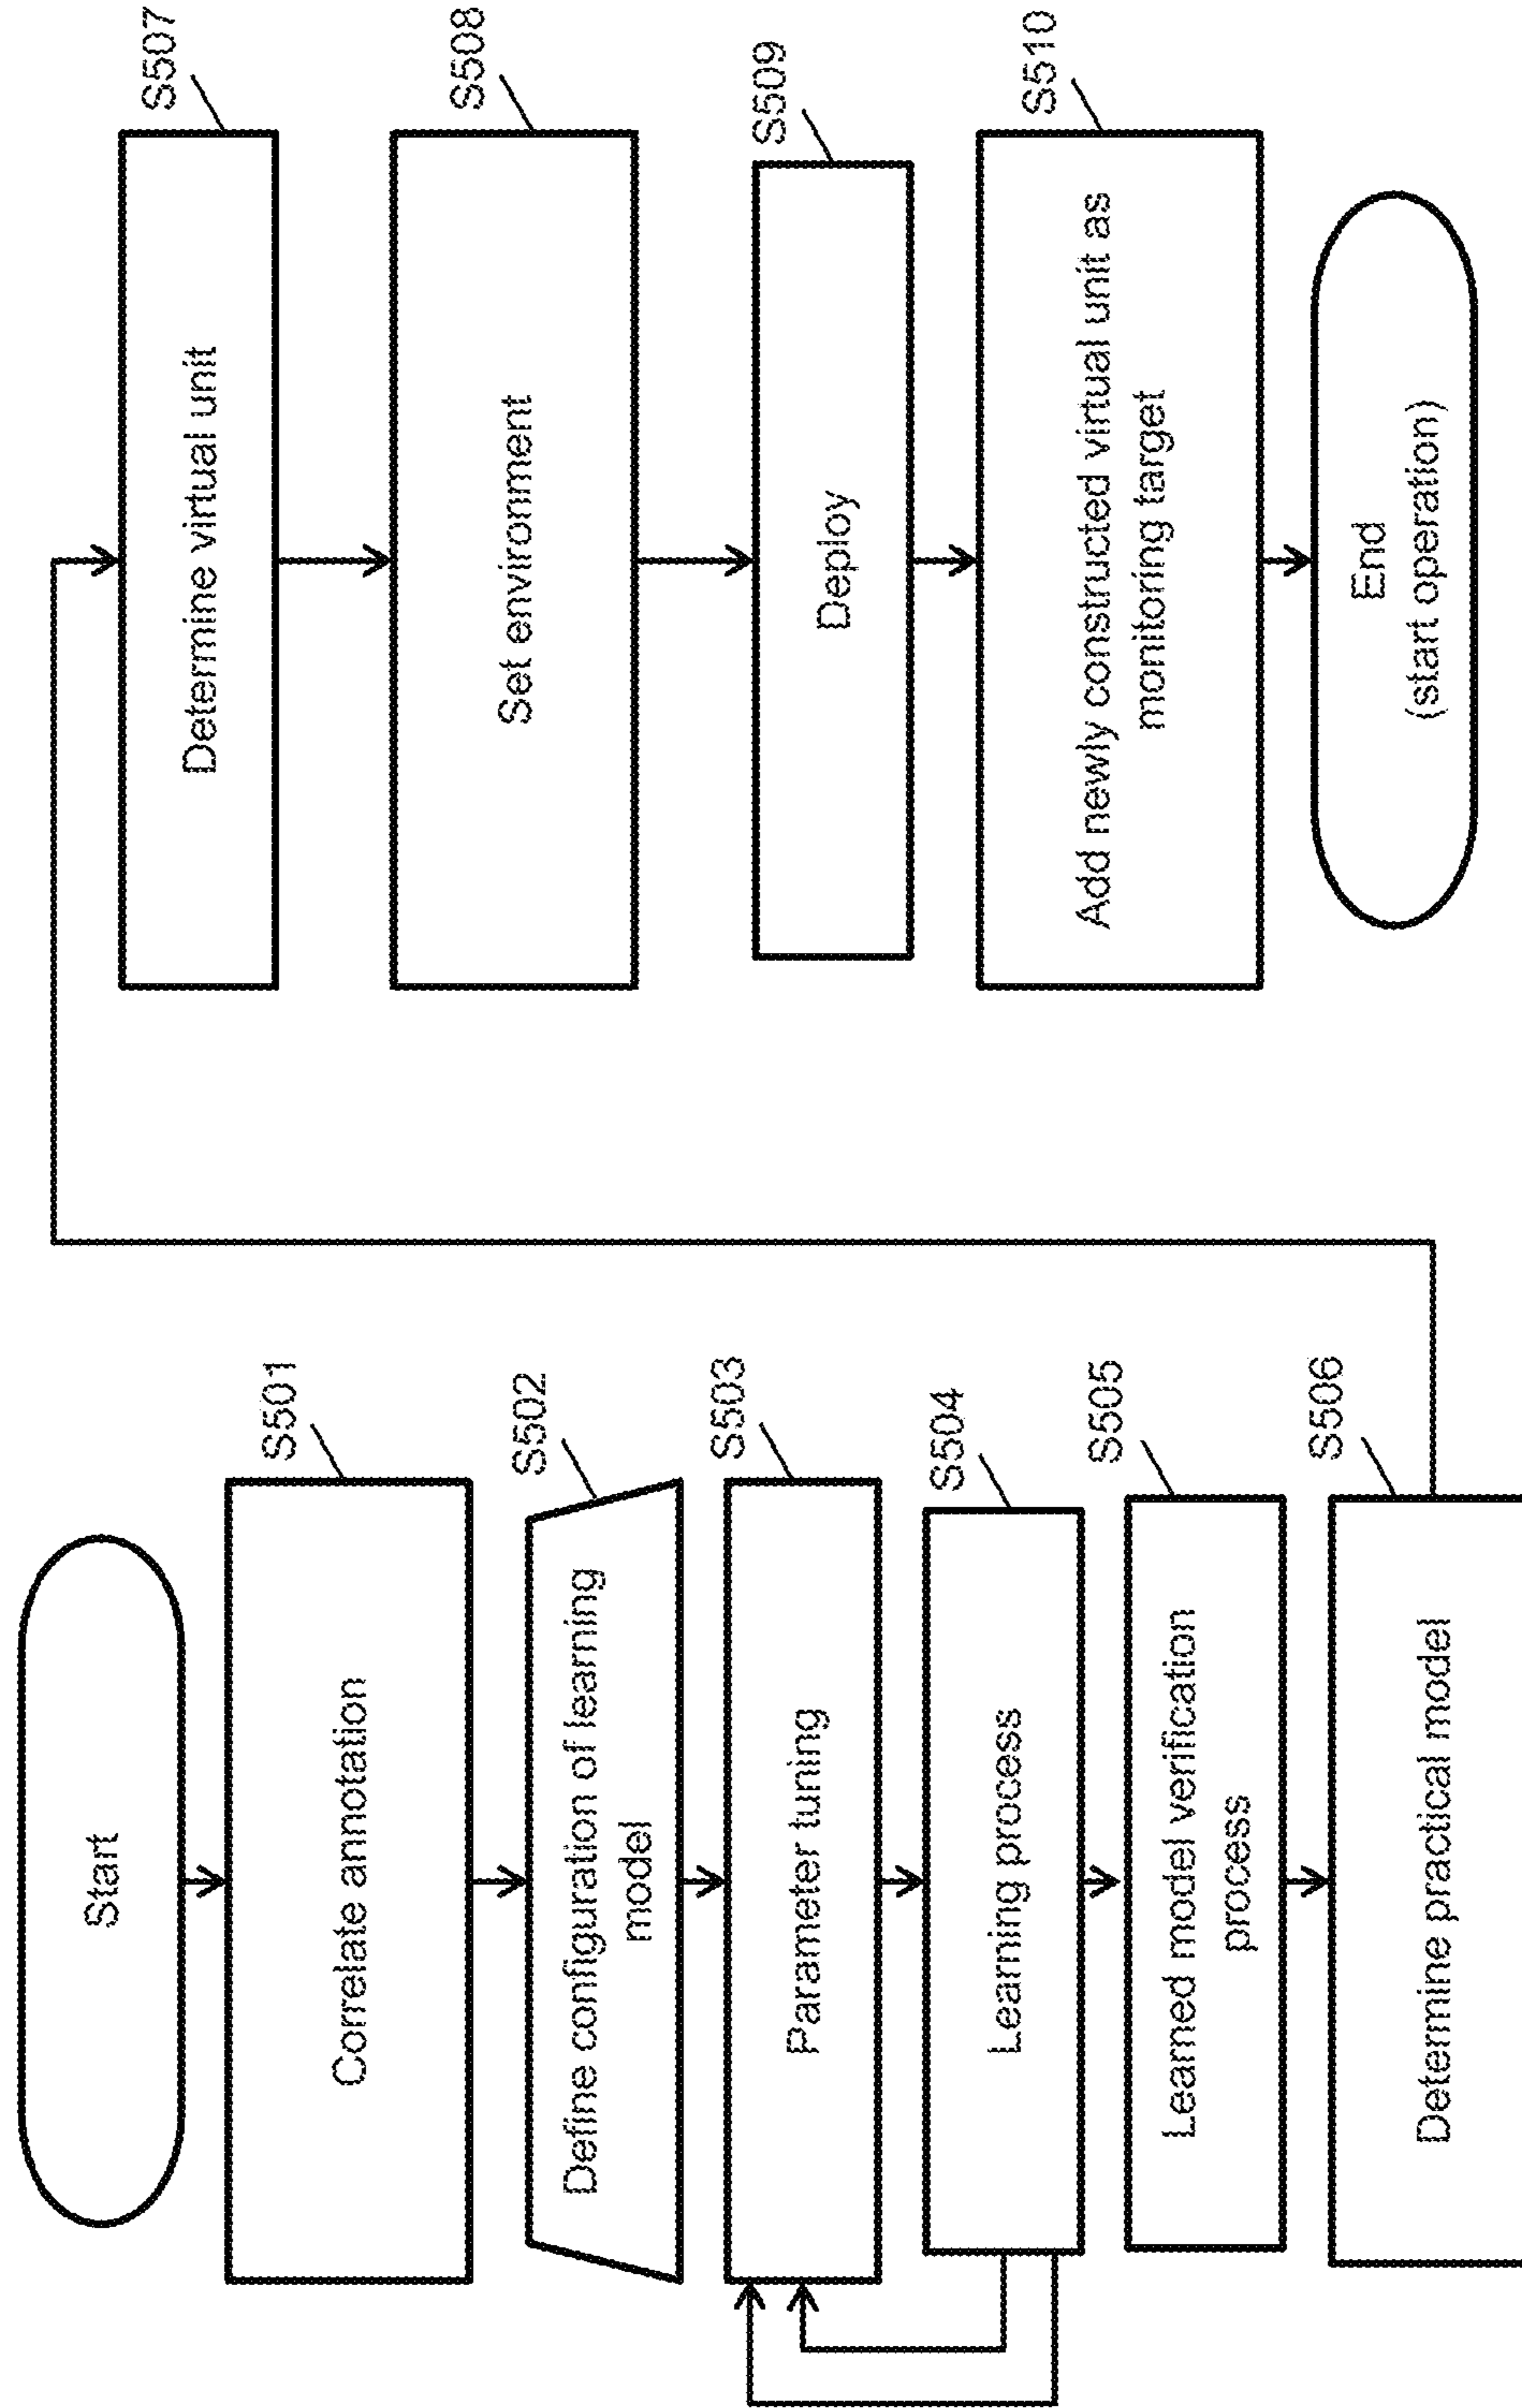 Start
S501
Correlate annotation
S502
Define configuration of learning
model
S503
Parameter tuning
S504
Learning process
S505
Learned model verification
process
S506
Determine practical model
S507
Determine virtual unit
S508
Set environment
S509
Deploy
S510
Add newly constructed virtual unit as
monitoring target
End
(start operation)